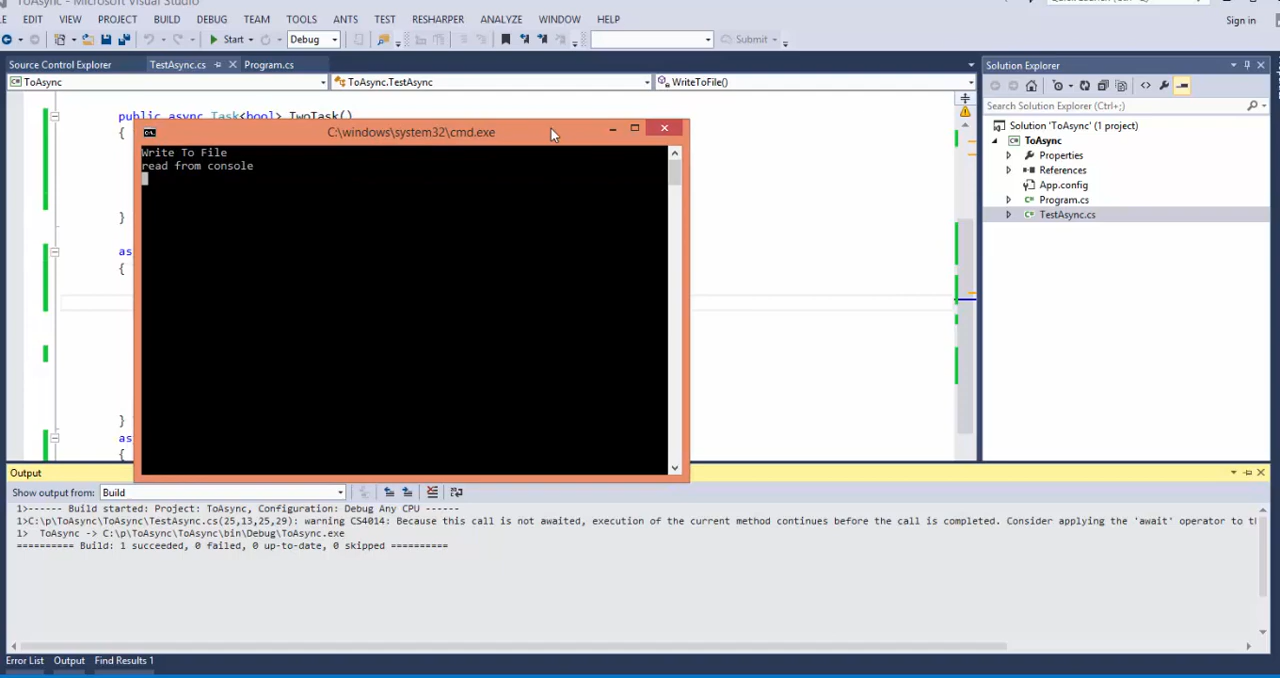 ToAsync - Microsoft Visual Studio
EDIT VIEW PROJECT BUILD DEBUG TEAM TOOLS ANTS TEST RESHARPER ANALYZE WINDOW HELP
Sign in
Start Debug Submit
Source Control Explorer TestAsync.cs Program.cs
ToAsync ToAsync.TestAsync WriteToFile()
public async Task<bool> TwoTask()
{
}
as
{
}
as
{
C:\windows\system32\cmd.exe
Write To File
read from console
Solution Explorer
Search Solution Explorer (Ctrl+;)
Solution 'ToAsync' (1 project)
ToAsync
Properties
References
App.config
Program.cs
TestAsync.cs
Output
Show output from: Build
1>------ Build started: Project: ToAsync, Configuration: Debug Any CPU ------
1>C:\p\ToAsync\ToAsync\TestAsync.cs(25,13,25,29): warning CS4014: Because this call is not awaited, execution of the current method continues before the call is completed. Consider applying the 'await' operator to th
1> ToAsync -> C:\p\ToAsync\ToAsync\bin\Debug\ToAsync.exe
========== Build: 1 succeeded, 0 failed, 0 up-to-date, 0 skipped ==========
Error List Output Find Results 1